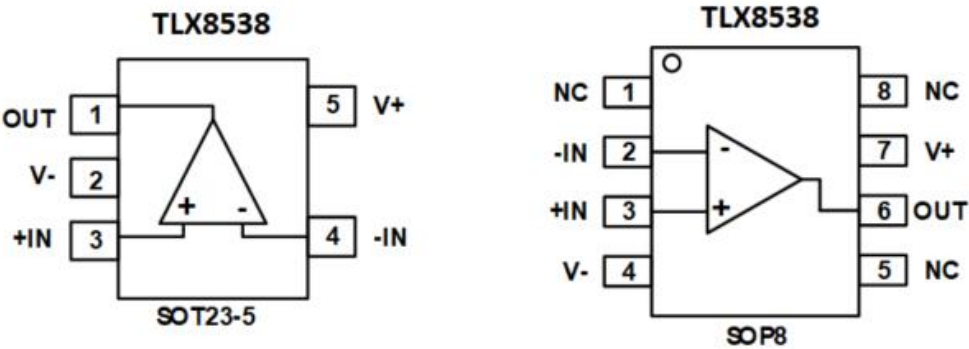 TLX8538
OUT 1
5 V+
V- 2
+IN 3
4 -IN
+ -
SOT23-5
TLX8538
NC 1
8 NC
-IN 2
-
7 V+
+IN 3
+
6 OUT
V- 4
5 NC
SOP8